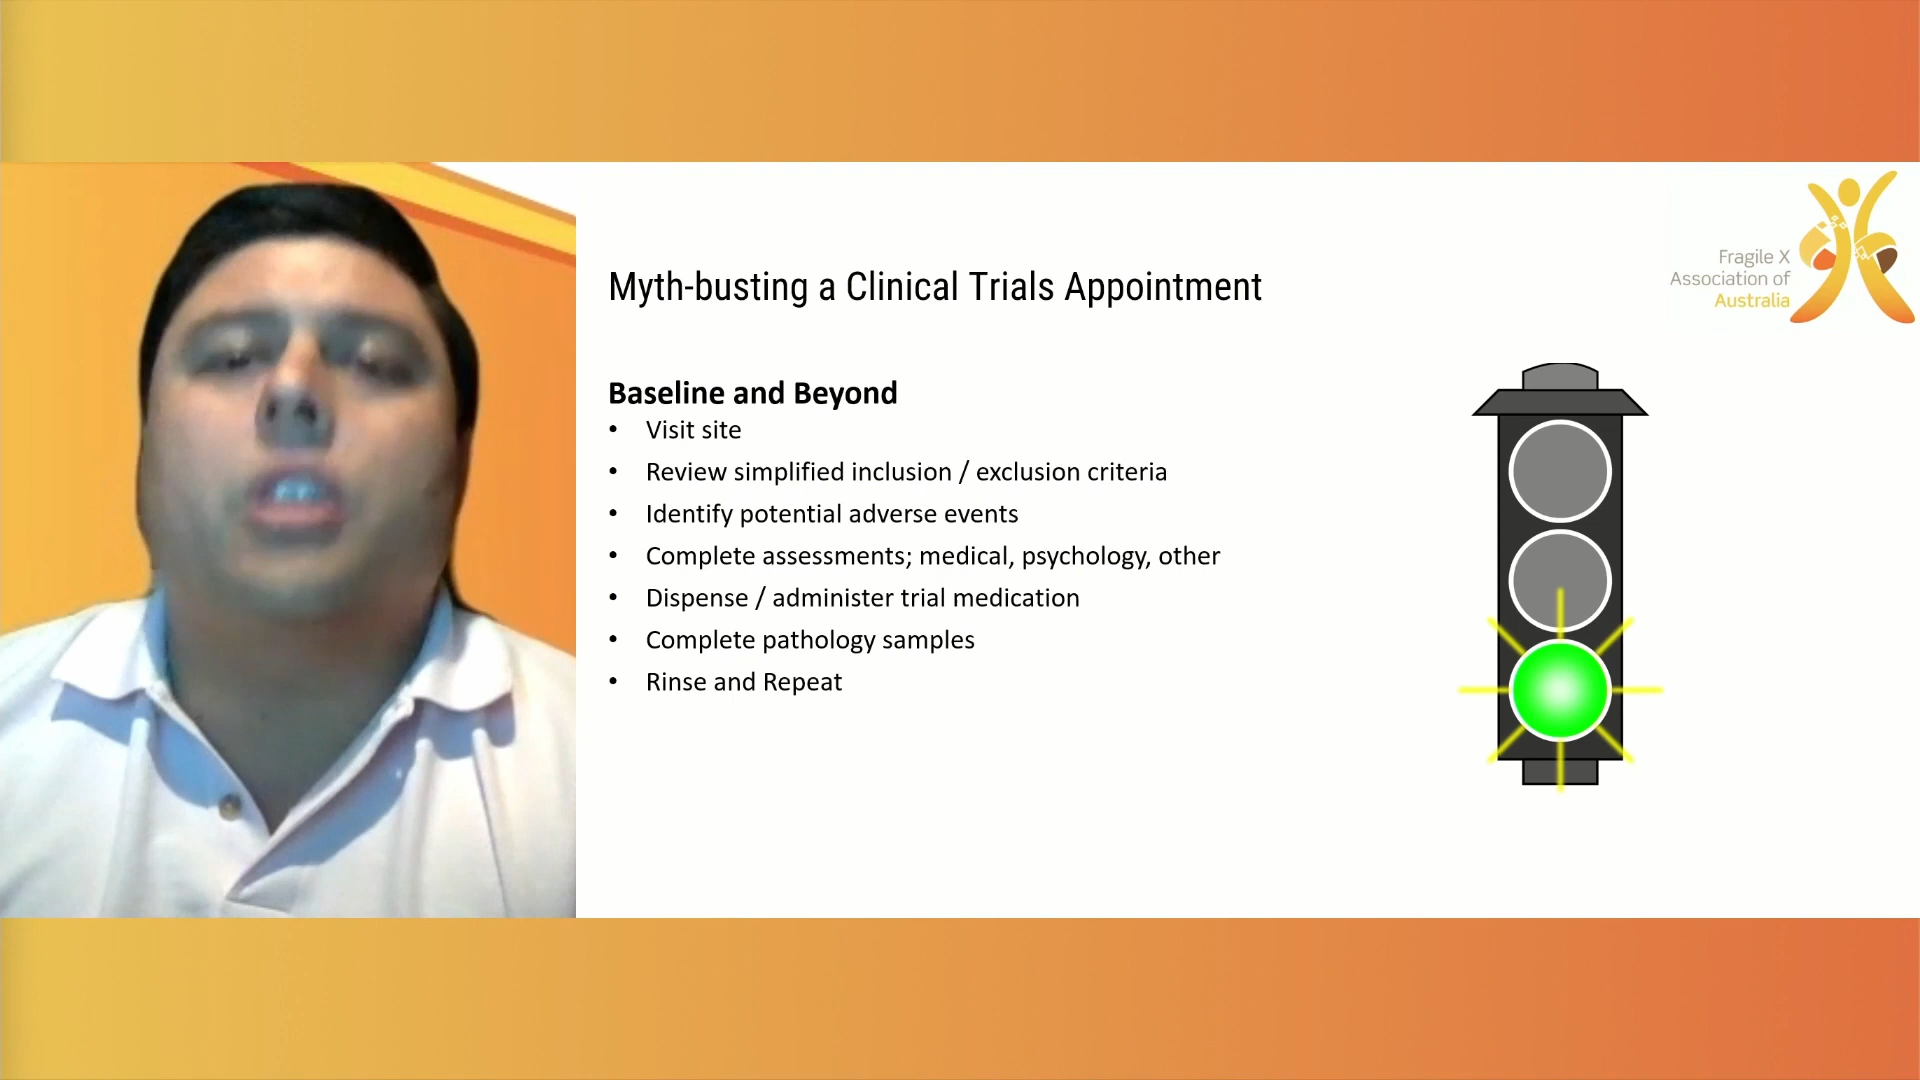 Myth-busting a Clinical Trials Appointment
Fragile X
Association of
Australia
Baseline and Beyond
• Visit site
• Review simplified inclusion / exclusion criteria
• Identify potential adverse events
• Complete assessments; medical, psychology, other
• Dispense / administer trial medication
• Complete pathology samples
• Rinse and Repeat